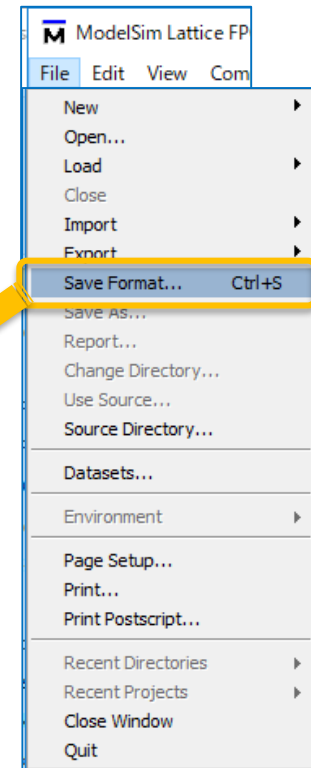 ModelSim Lattice FP
File Edit View Com
New
Open...
Load
Close
Import
Export
Save Format... Ctrl+S
Save As...
Report...
Change Directory...
Use Source...
Source Directory...
Datasets...
Environment
Page Setup...
Print...
Print Postscript...
Recent Directories
Recent Projects
Close Window
Quit